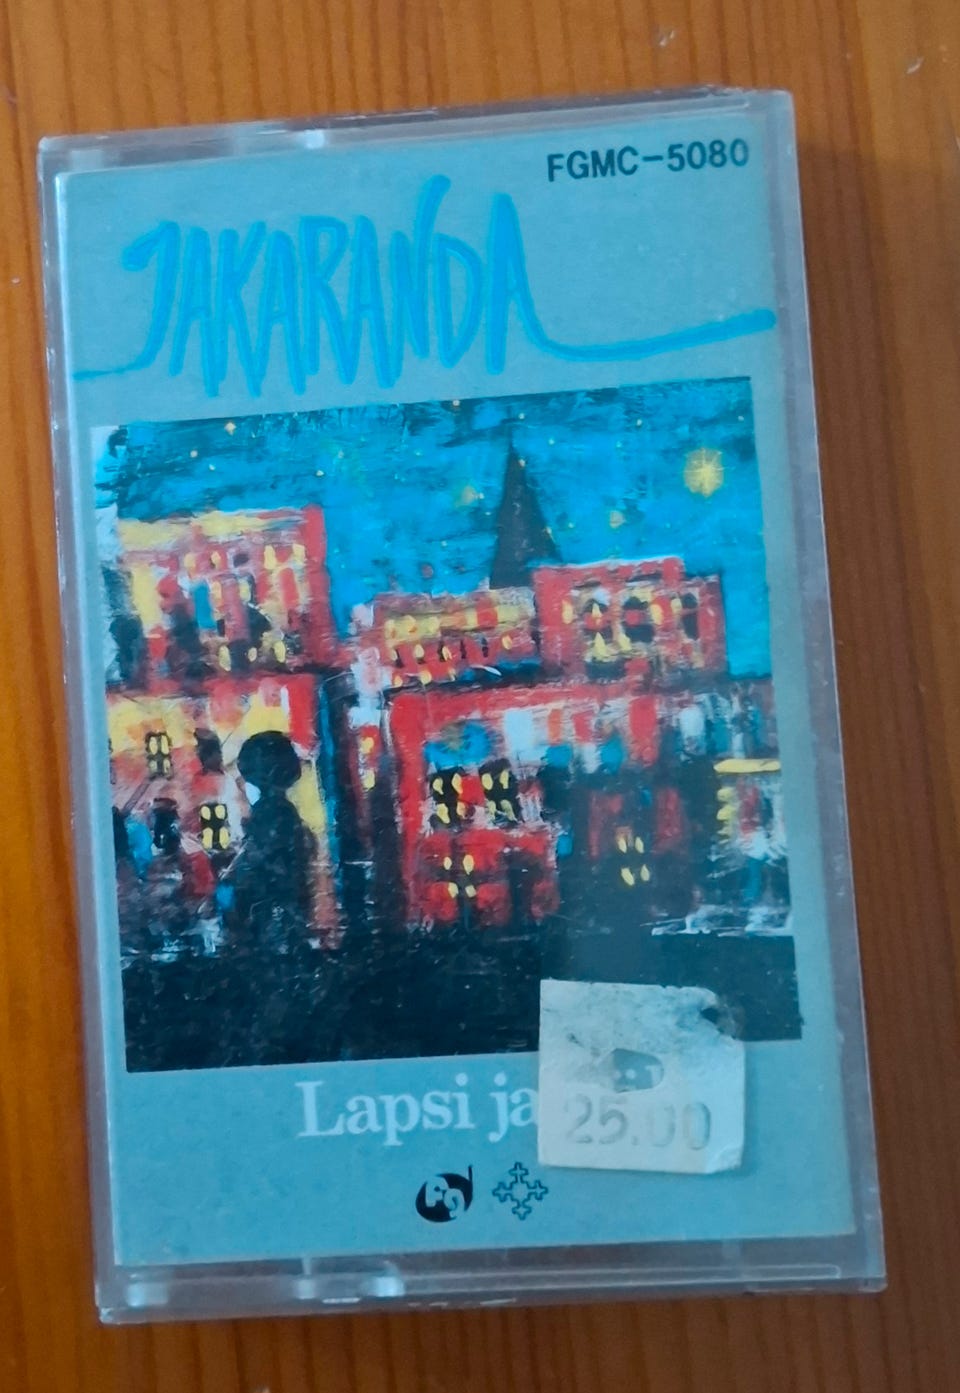 FGMC-5080
JAKARANDA
Lapsi ja
25.00